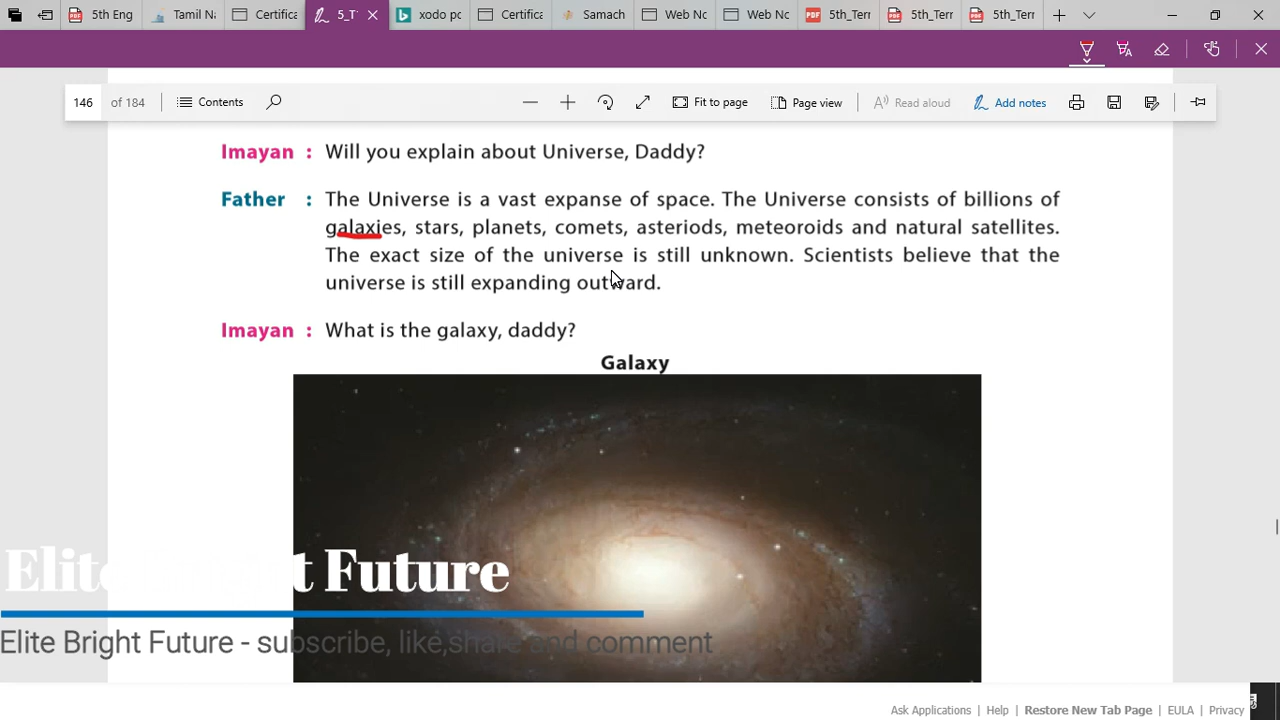 5th Eng
Tamil Na
Certifica
5_T
xodo pc
Certifica
Samach
Web No
Web Nc
5th_Terr
5th_Terr
5th_Terr
146 of 184
Contents
Fit to page
Page view
Read aloud
Add notes
Imayan : Will you explain about Universe, Daddy?
Father : The Universe is a vast expanse of space. The Universe consists of billions of
galaxies, stars, planets, comets, asteriods, meteoroids and natural satellites.
The exact size of the universe is still unknown. Scientists believe that the
universe is still expanding outward.
Imayan : What is the galaxy, daddy?
Galaxy
Elite Future
Elite Bright Future - subscribe, like,share and comment
Ask Applications | Help | Restore New Tab Page | EULA | Privacy